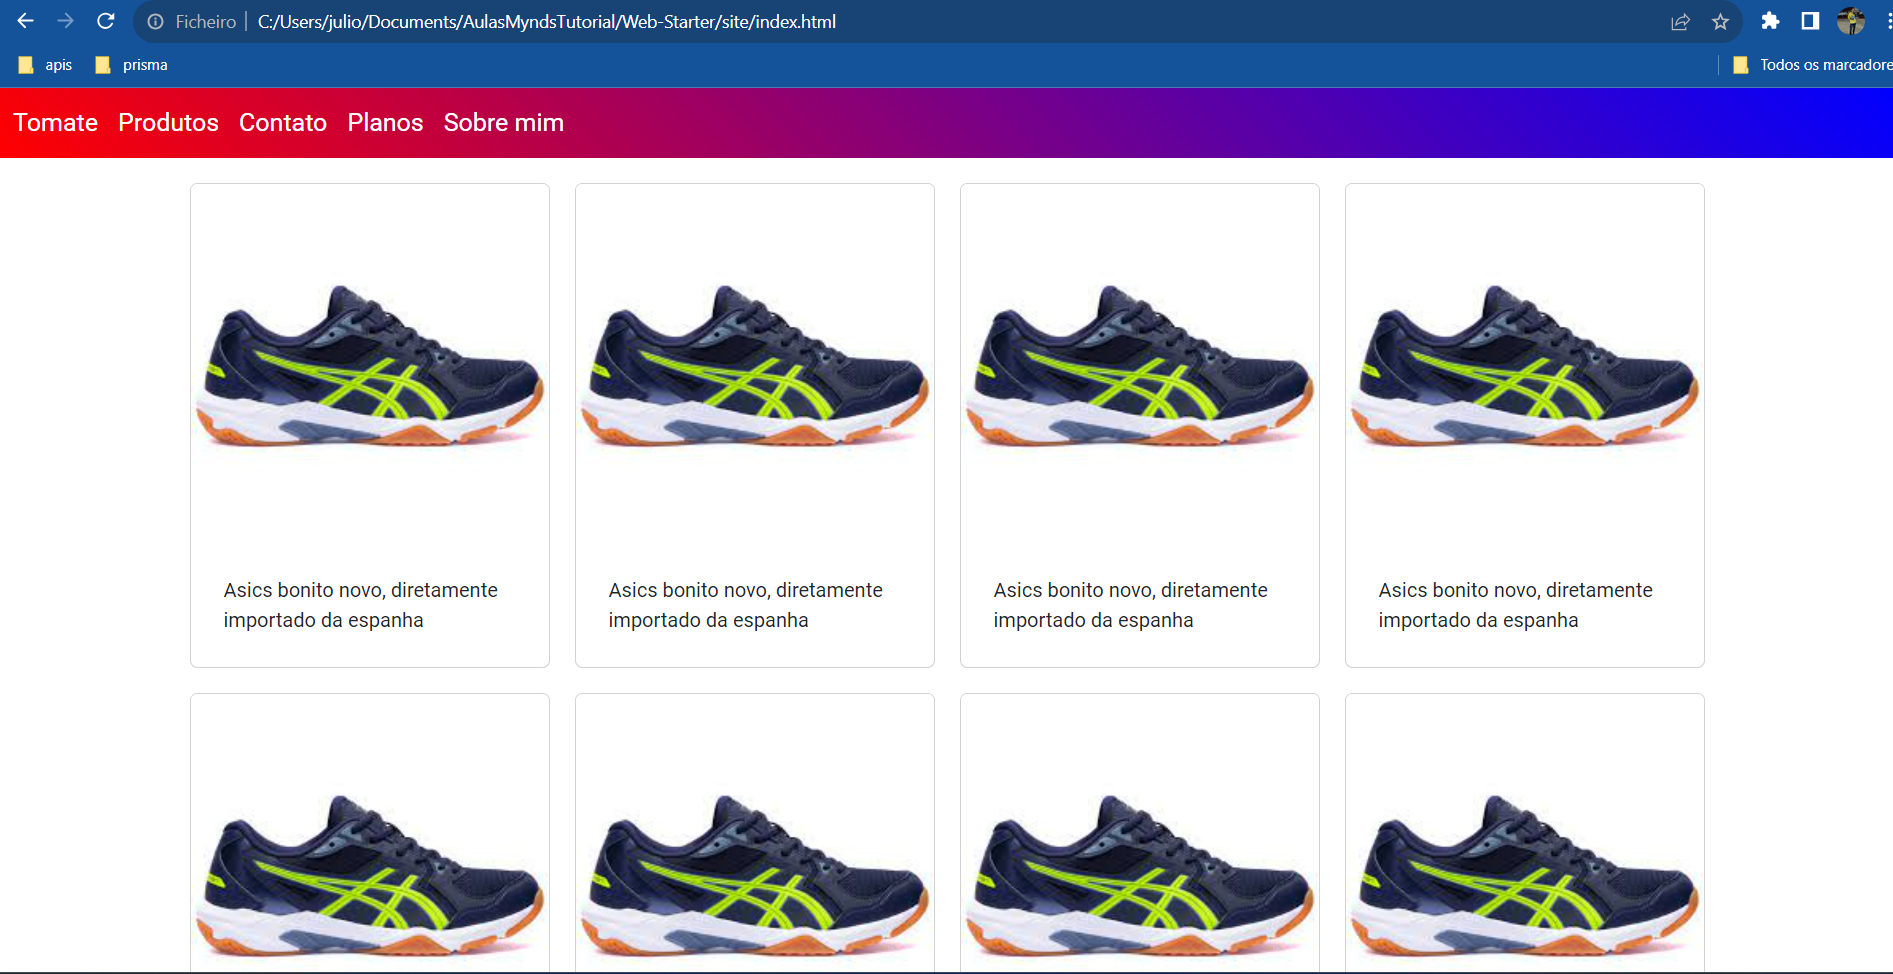 Ficheiro C:/Users/julio/Documents/AulasMyndsTutorial/Web-Starter/site/index.html
apis prisma Todos os marcadore
Tomate Produtos Contato Planos Sobre mim
Asics bonito novo, diretamente
importado da espanha
Asics bonito novo, diretamente
importado da espanha
Asics bonito novo, diretamente
importado da espanha
Asics bonito novo, diretamente
importado da espanha